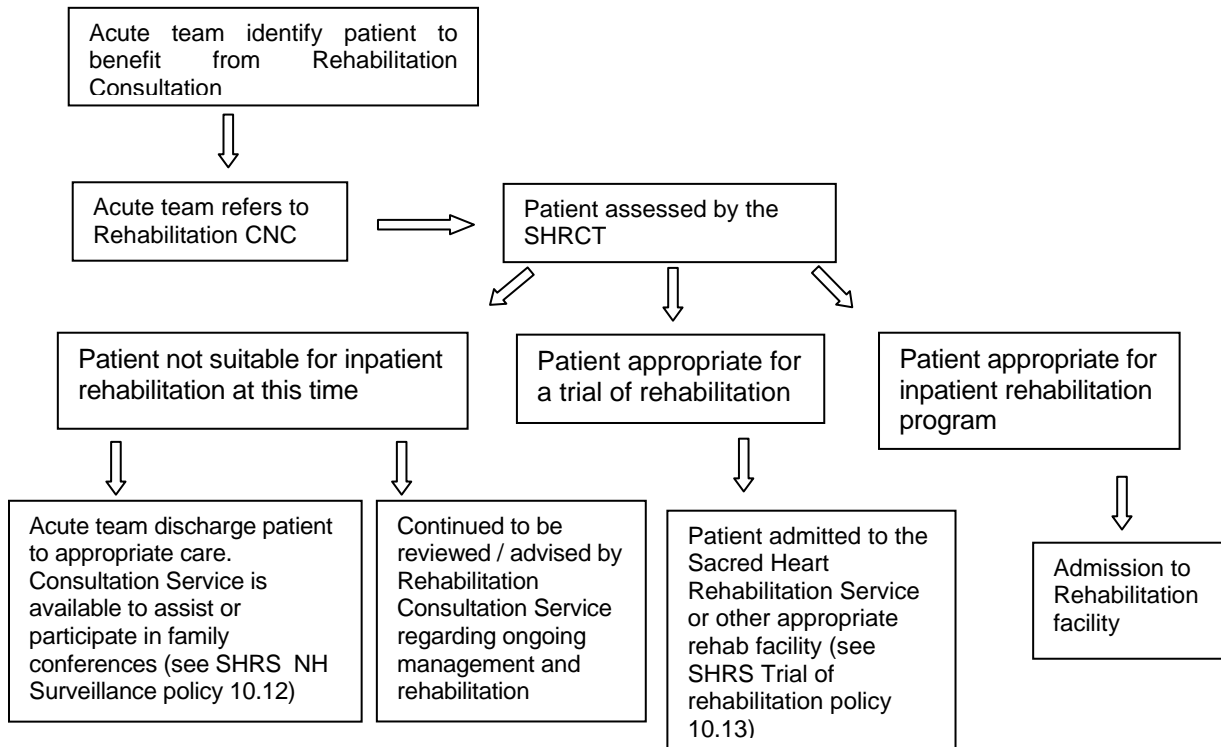 Acute team identify patient to
benefit from Rehabilitation
Consultation
Acute team refers to
Rehabilitation CNC
Patient assessed by the
SHRCT
Patient not suitable for inpatient
rehabilitation at this time
Patient appropriate for
a trial of rehabilitation
Patient appropriate for
inpatient rehabilitation
program
Acute team discharge patient
to appropriate care.
Consultation Service is
available to assist or
participate in family
conferences (see SHRS NH
Surveillance policy 10.12)
Continued to be
reviewed / advised by
Rehabilitation
Consultation Service
regarding ongoing
management and
rehabilitation
Patient admitted to the
Sacred Heart
Rehabilitation Service
or other appropriate
rehab facility (see
SHRS Trial of
rehabilitation policy
10.13)
Admission to
Rehabilitation
facility